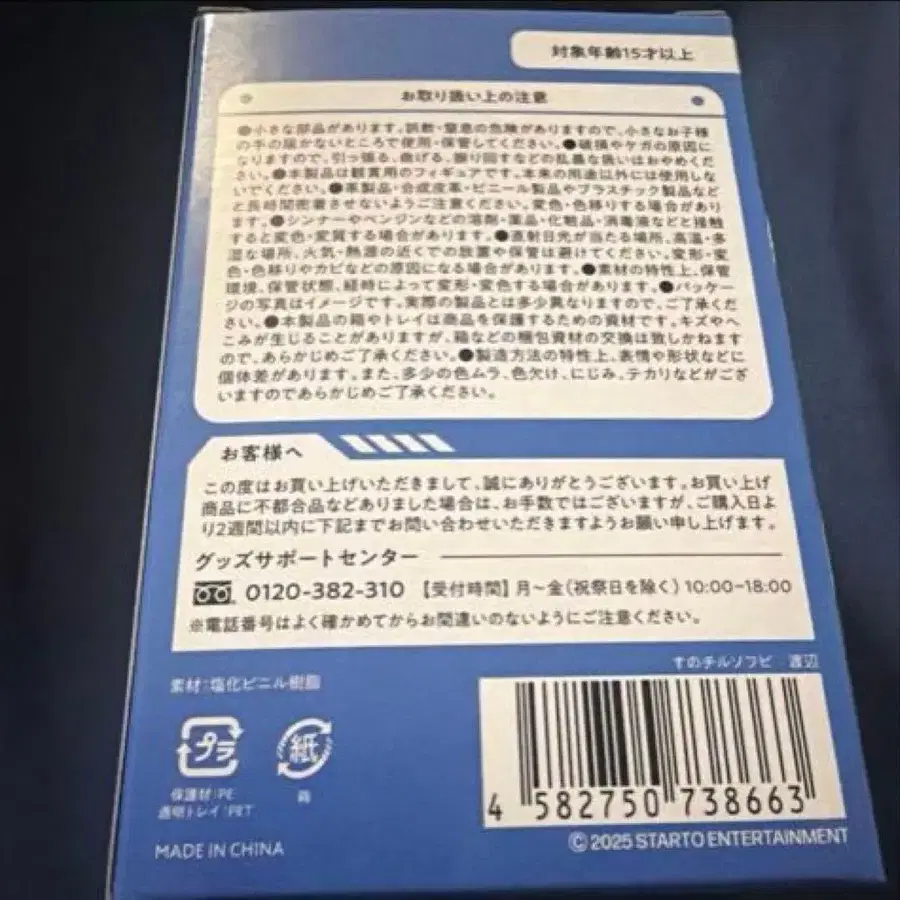 対象年齢15才以上
お取り扱い上の注意
●小さな部品があります。誤飲・窒息の危険がありますので、小さなお子様
の手の届かないところで使用・保管してください。●破損やケガの原因に
なりますので、引っ張る、曲げる、振り回すなどの乱暴な扱いはおやめくだ
さい。●本製品は観賞用のフィギュアです。本来の用途以外には使用しな
いでください。●革製品・合成皮革・ビニール製品やプラスチック製品など
と長時間密着させないようご注意ください。変色・色移りする場合があり
ます。●シンナーやベンジンなどの溶剤・薬品・化粧品・消毒液などと接触
すると変色・変質する場合があります。●直射日光が当たる場所、高温・多
湿な場所、火気・熱源の近くでの放置や保管は避けてください。変形・変
色・色移りやカビなどの原因になる場合があります。●素材の特性上、保管
環境、保管状態、経時によって変形・変色する場合があります。●パッケー
ジの写真はイメージです。実際の製品とは多少異なりますので、ご了承くだ
さい。●本製品の箱やトレイは商品を保護するための資材です。キズやへ
こみが生じることがありますが、箱などの梱包資材の交換は致しかねます
ので、あらかじめご了承ください。●製造方法の特性上、表情や形状などに
個体差があります。また、多少の色ムラ、色欠け、にじみ、テカリなどがござ
いますのであらかじめご了承ください。
お客様へ
この度はお買い上げいただきまして、誠にありがとうございます。お買い上げ
商品に不都合品などありました場合は、お手数ではございますが、ご購入日よ
り2週間以内に下記までお問い合わせいただきますようお願い申し上げます。
グッズサポートセンター
0120-382-310 【受付時間】月～金（祝祭日を除く）10:00-18:00
※電話番号はよく確かめてからお間違いのないようにご注意ください。
すのチルソフビ 渡辺
素材：塩化ビニル樹脂
プラ
紙
保護材：PE
透明トレイ：PET
箱
4 582750 738663
MADE IN CHINA
©2025 STARTO ENTERTAINMENT